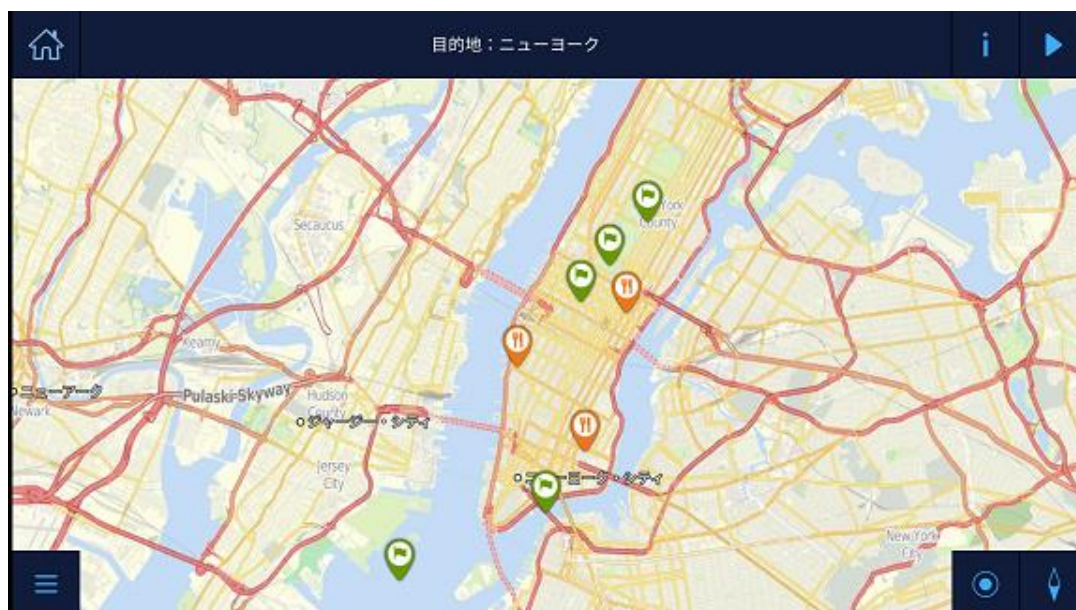 目的地：ニューヨーク
i
Secaucus
York
County
Kearny
ニューアーク
Newark
Pulaski Skyway
Hudson
County
ジャージー・シティ
Jersey
City
ニューヨーク・シティ
New York
City